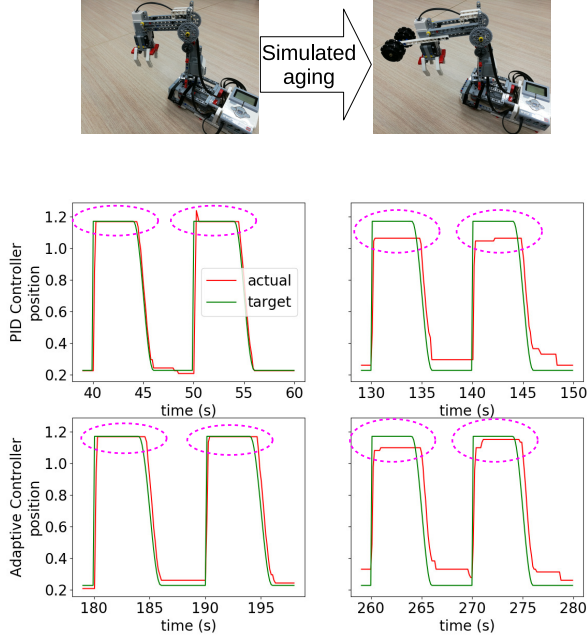 Simulated
aging
PID Controller
position
1.2
1.0
0.8
0.6
0.4
0.2
actual
target
40 45 50 55 60
time (s)
130 135 140 145 150
time (s)
Adaptive Controller
position
1.2
1.0
0.8
0.6
0.4
0.2
180 185 190 195
time (s)
260 265 270 275 280
time (s)